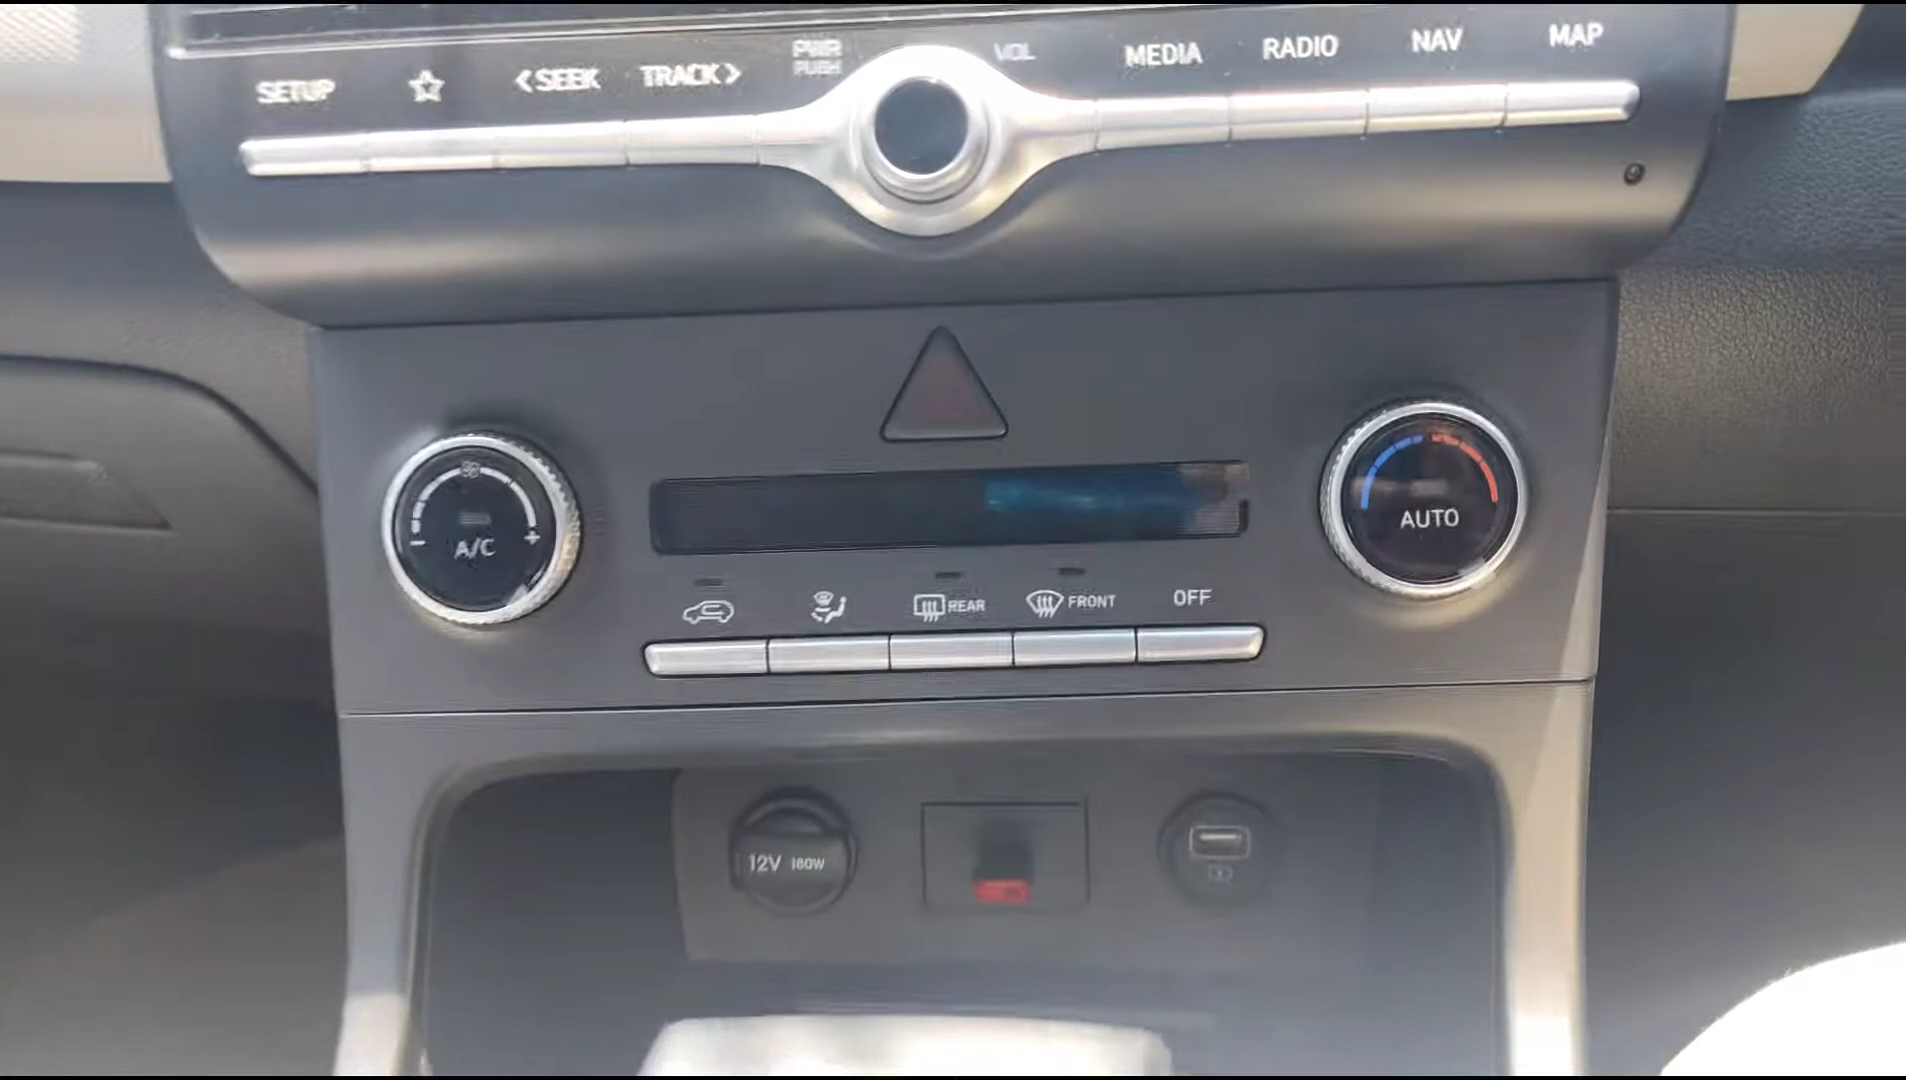 SETUP
SEEK
TRACK
PWR
PUSH
VOL
MEDIA
RADIO
NAV
MAP
A/C
AUTO
REAR
FRONT
OFF
12V 180W